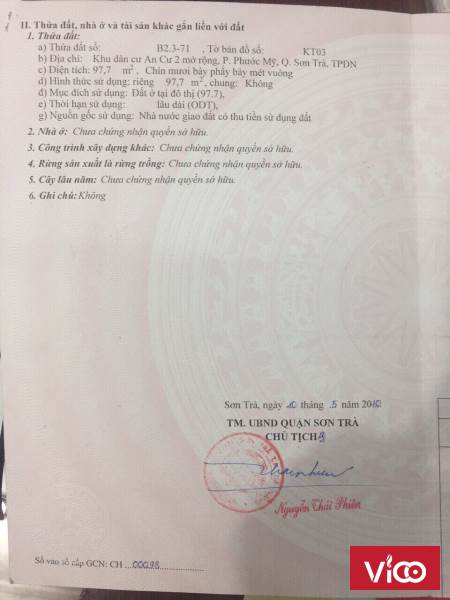 II. Thửa đất, nhà ở và tài sản khác gắn liền với đất
1. Thửa đất:
a) Thửa đất số: B2.3-71 , Tờ bản đồ số: KT03
b) Địa chỉ: Khu dân cư An Cư 2 mở rộng, P. Phước Mỹ, Q. Sơn Trà, TPĐN
c) Diện tích: 97,7 m², Chín mươi bảy phẩy bảy mét vuông
d) Hình thức sử dụng: riêng 97,7 m², chung: Không
đ) Mục đích sử dụng: Đất ở tại đô thị (97.7),
e) Thời hạn sử dụng: lâu dài (ODT),
g) Nguồn gốc sử dụng: Nhà nước giao đất có thu tiền sử dụng đất
2. Nhà ở: Chưa chứng nhận quyền sở hữu.
3. Công trình xây dựng khác: Chưa chứng nhận quyền sở hữu.
4. Rừng sản xuất là rừng trồng: Chưa chứng nhận quyền sở hữu.
5. Cây lâu năm: Chưa chứng nhận quyền sở hữu.
6. Ghi chú: Không
Sơn Trà, ngày tháng 5 năm 2010
TM. UBND QUẬN SƠN TRÀ
CHỦ TỊCH
Nguyễn Thái Phiên
Số vào sổ cấp GCN: CH 00098
ViCO